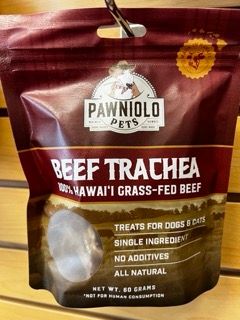 PAWNIOLO
PETS
BEEF TRACHEA
100% HAWAI'I GRASS-FED BEEF
TREATS FOR DOGS & CATS
SINGLE INGREDIENT
NO ADDITIVES
ALL NATURAL
NET WT. 60 GRAMS
*NOT FOR HUMAN CONSUMPTION